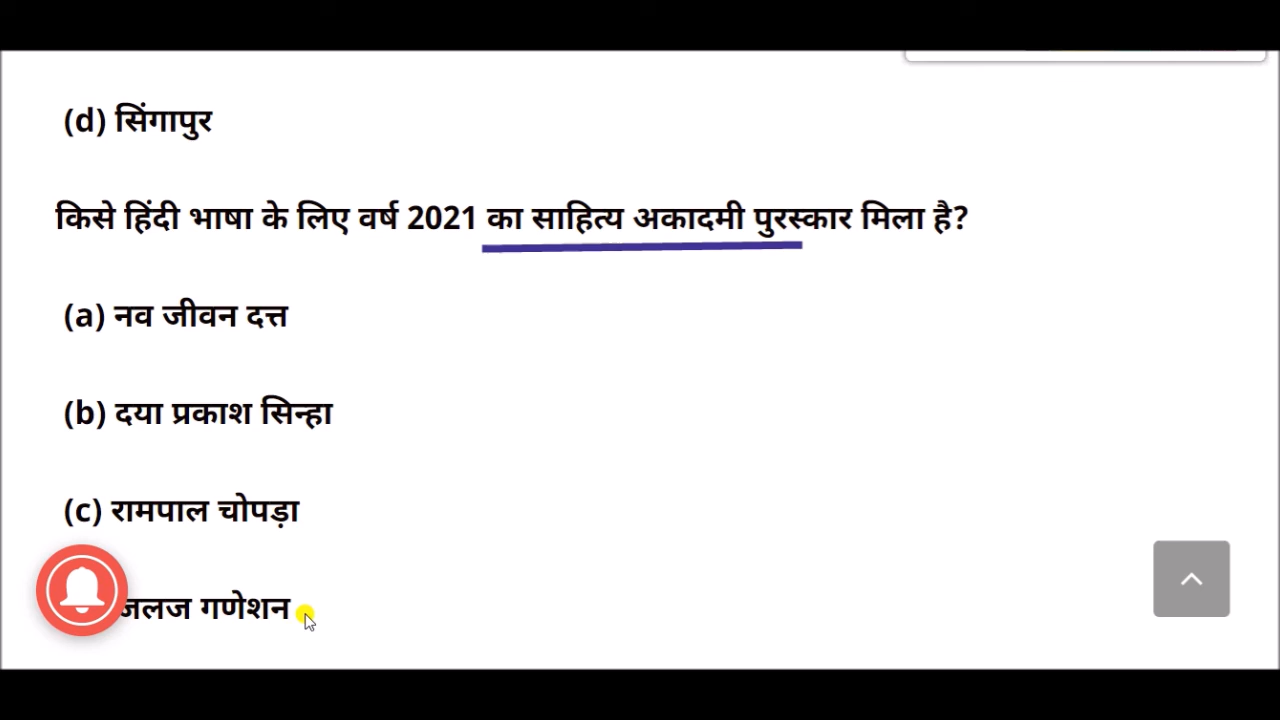 (d) सिंगापुर
किसे हिंदी भाषा के लिए वर्ष 2021 का साहित्य अकादमी पुरस्कार मिला है?
(a) नव जीवन दत्त
(b) दया प्रकाश सिन्हा
(c) रामपाल चोपड़ा
जलज गणेशन